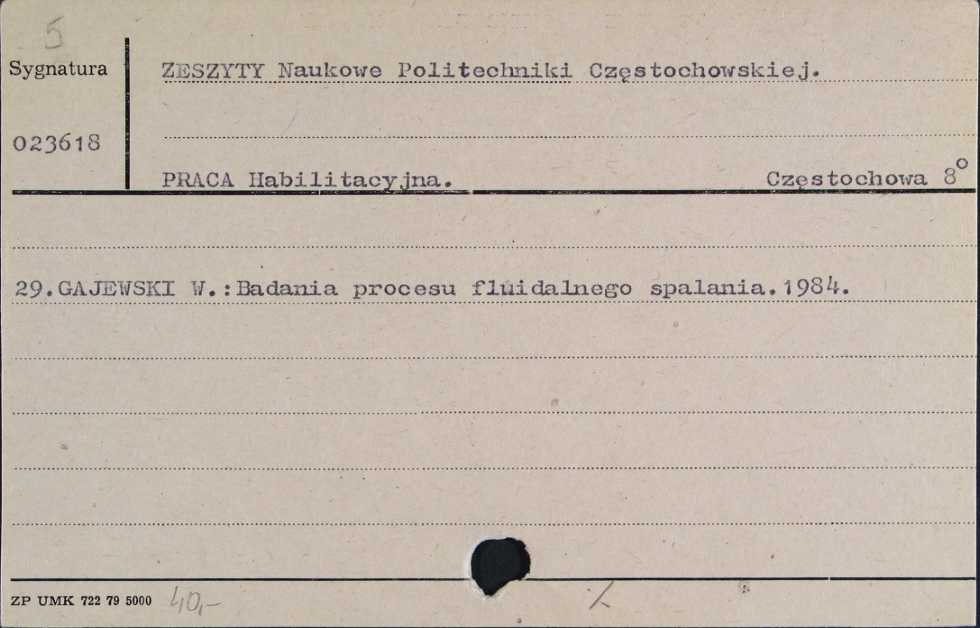 5
Sygnatura
ZESZYTY Naukowe Politechniki Częstochowskiej.
023618
PRACA Habilitacyjna. Częstochowa 8°
29.GAJEWSKI W.:Badania procesu fluidalnego spalania.1984.
ZP UMK 722 79 5000 40,-